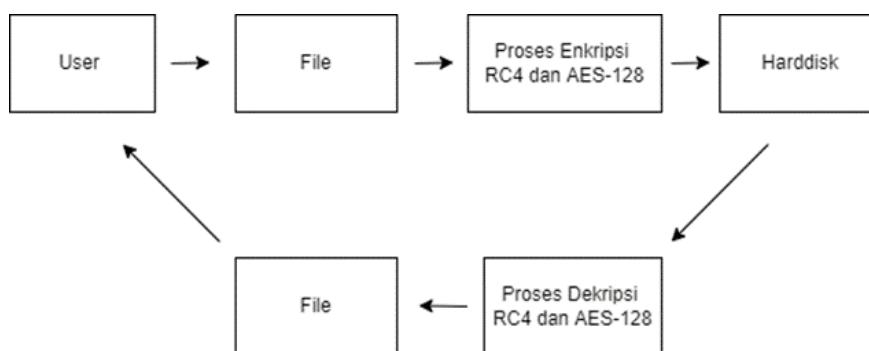 User
File
Proses Enkripsi
RC4 dan AES-128
Harddisk
File
Proses Dekripsi
RC4 dan AES-128